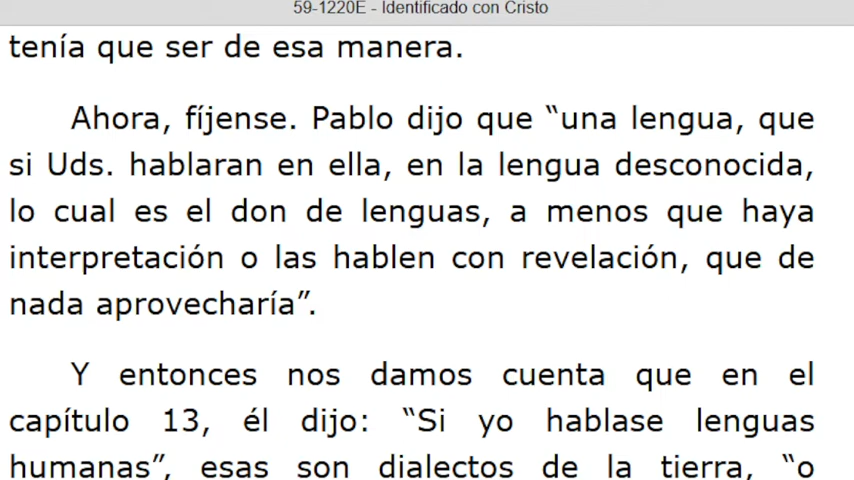 59-1220E - Identificado con Cristo
tenía que ser de esa manera.
Ahora, fíjense. Pablo dijo que “una lengua, que
si Uds. hablaran en ella, en la lengua desconocida,
lo cual es el don de lenguas, a menos que haya
interpretación o las hablen con revelación, que de
nada aprovecharía”.
Y entonces nos damos cuenta que en el
capítulo 13, él dijo: “Si yo hablase lenguas
humanas”, esas son dialectos de la tierra, “o